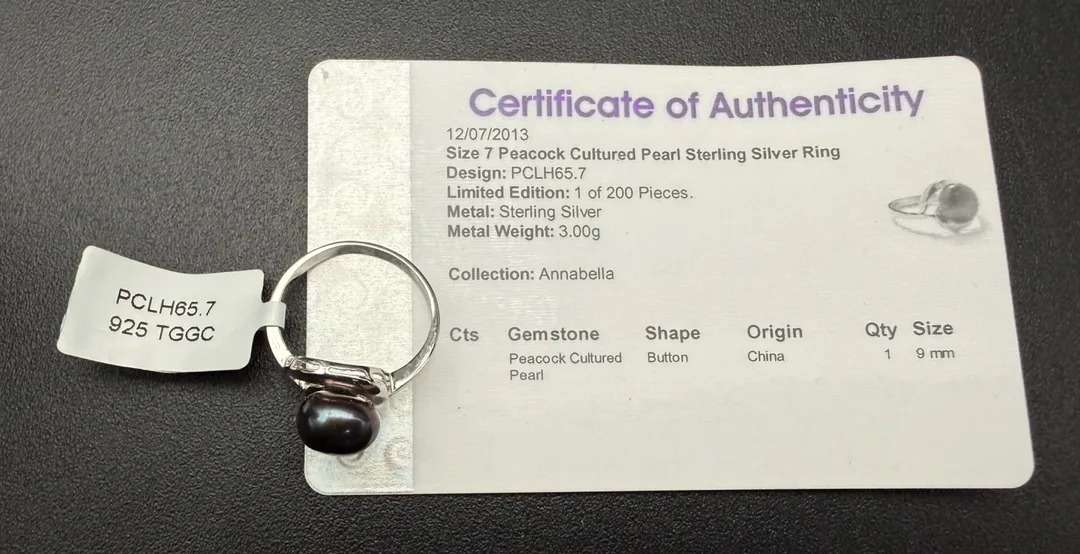 Certificate of Authenticity
12/07/2013
Size 7 Peacock Cultured Pearl Sterling Silver Ring
Design: PCLH65.7
Limited Edition: 1 of 200 Pieces.
Metal: Sterling Silver
Metal Weight: 3.00g
Collection: Annabella
Cts Gemstone Shape Origin Qty Size
Peacock Cultured Button China 1 9 mm
Pearl
PCLH65.7
925 TGGC